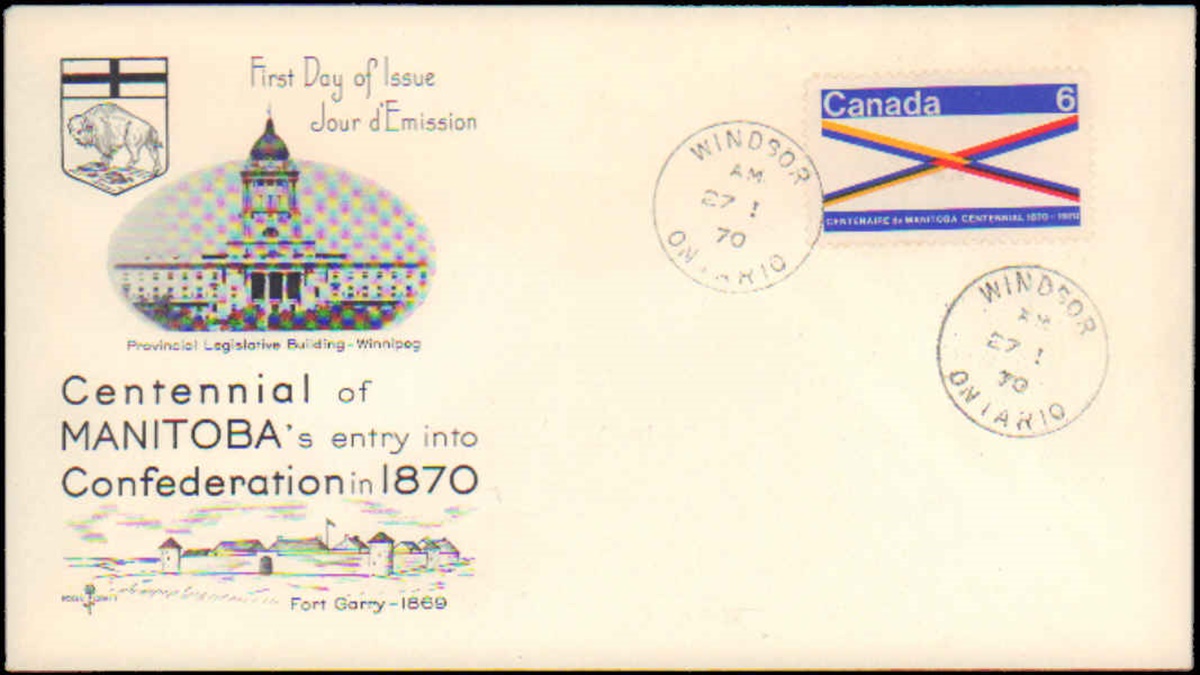 First Day of Issue
Jour d'Emission
Provincial Legislative Building - Winnipeg
Centennial of
MANITOBA's entry into
Confederation in 1870
Fort Garry - 1869
Canada 6
CENTENAIRE du MANITOBA CENTENNIAL 1870 - 1970
WINDSOR
AM
27 I
70
ONTARIO
WINDSOR
AM
27 I
70
ONTARIO